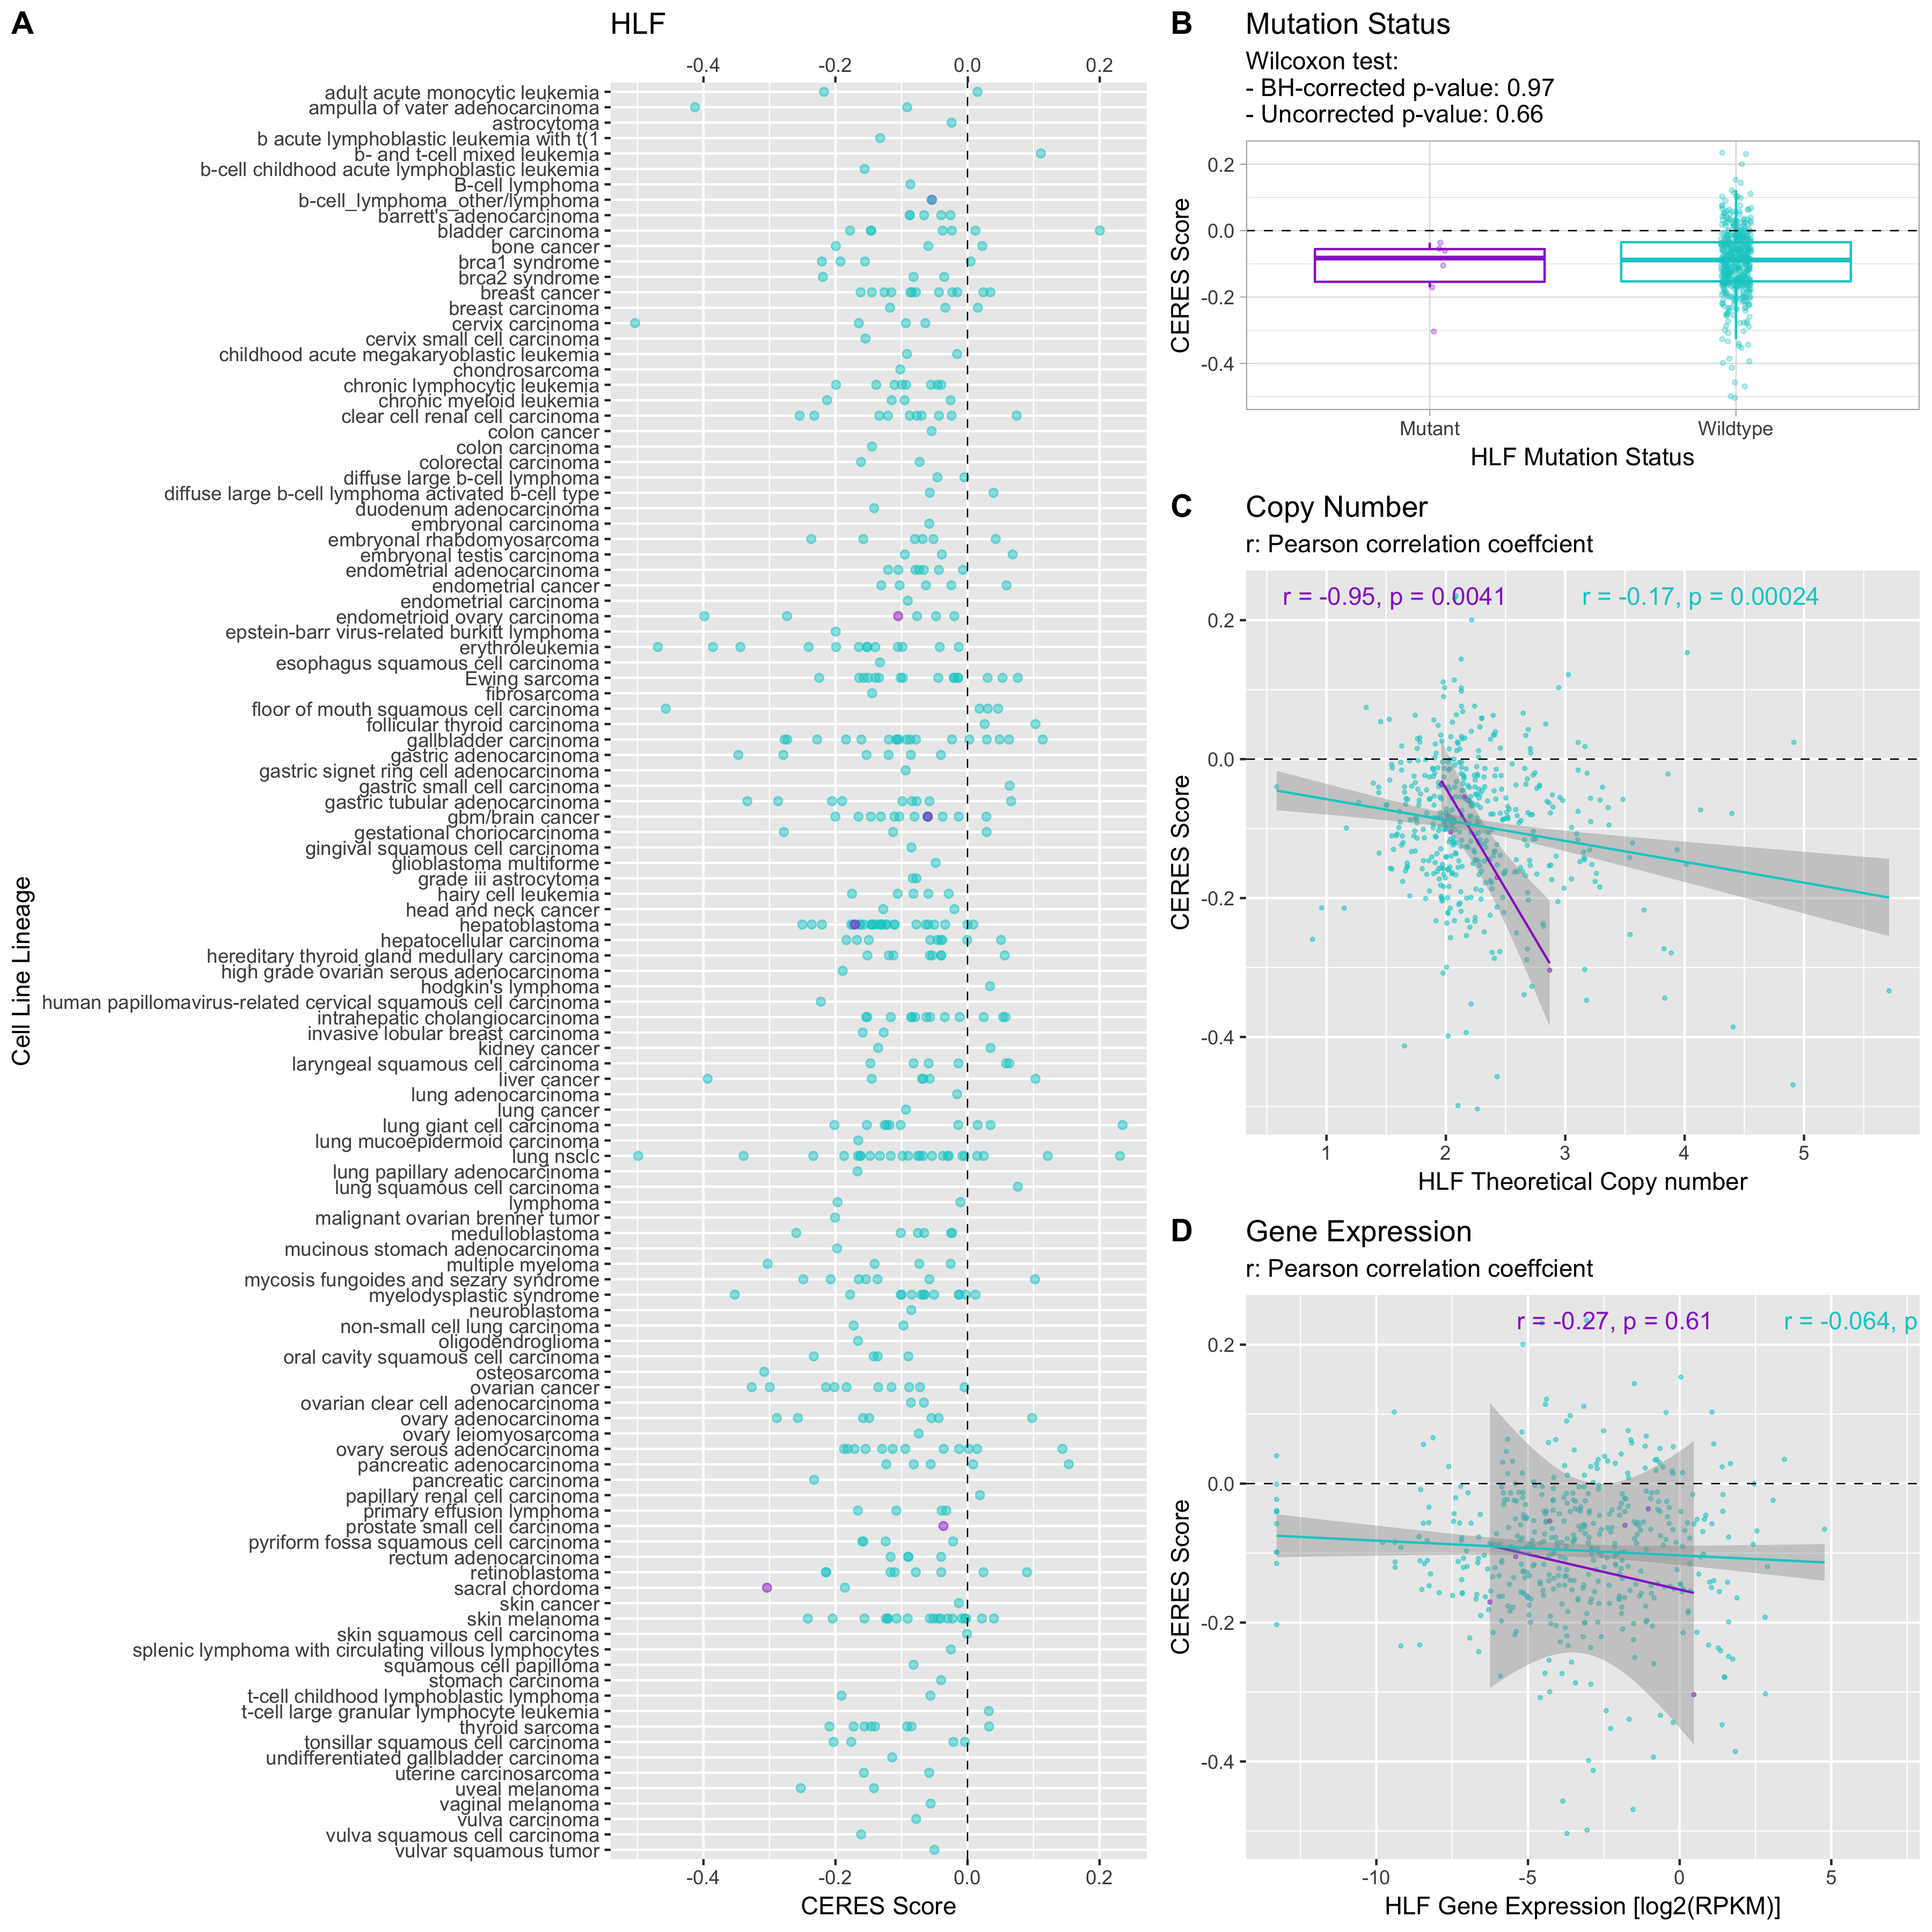 A
HLF
-0.4 -0.2 0.0 0.2
adult acute monocytic leukemia
ampulla of vater adenocarcinoma
astrocytoma
b acute lymphoblastic leukemia with t(1
b- and t-cell mixed leukemia
b-cell childhood acute lymphoblastic leukemia
B-cell lymphoma
b-cell_lymphoma_other/lymphoma
barrett's adenocarcinoma
bladder carcinoma
bone cancer
brca1 syndrome
brca2 syndrome
breast cancer
breast carcinoma
cervix carcinoma
cervix small cell carcinoma
childhood acute megakaryoblastic leukemia
chondrosarcoma
chronic lymphocytic leukemia
chronic myeloid leukemia
clear cell renal cell carcinoma
colon cancer
colon carcinoma
colorectal carcinoma
diffuse large b-cell lymphoma
diffuse large b-cell lymphoma activated b-cell type
duodenum adenocarcinoma
embryonal carcinoma
embryonal rhabdomyosarcoma
embryonal testis carcinoma
endometrial adenocarcinoma
endometrial cancer
endometrial carcinoma
endometrioid ovary carcinoma
epstein-barr virus-related burkitt lymphoma
erythroleukemia
esophagus squamous cell carcinoma
Ewing sarcoma
fibrosarcoma
floor of mouth squamous cell carcinoma
follicular thyroid carcinoma
gallbladder carcinoma
gastric adenocarcinoma
gastric signet ring cell adenocarcinoma
gastric small cell carcinoma
gastric tubular adenocarcinoma
gbm/brain cancer
gestational choriocarcinoma
gingival squamous cell carcinoma
glioblastoma multiforme
grade iii astrocytoma
hairy cell leukemia
head and neck cancer
hepatoblastoma
hepatocellular carcinoma
hereditary thyroid gland medullary carcinoma
high grade ovarian serous adenocarcinoma
hodgkin's lymphoma
human papillomavirus-related cervical squamous cell carcinoma
intrahepatic cholangiocarcinoma
invasive lobular breast carcinoma
kidney cancer
laryngeal squamous cell carcinoma
liver cancer
lung adenocarcinoma
lung cancer
lung giant cell carcinoma
lung mucoepidermoid carcinoma
lung nsclc
lung papillary adenocarcinoma
lung squamous cell carcinoma
lymphoma
malignant ovarian brenner tumor
medulloblastoma
mucinous stomach adenocarcinoma
multiple myeloma
mycosis fungoides and sezary syndrome
myelodysplastic syndrome
neuroblastoma
non-small cell lung carcinoma
oligodendroglioma
oral cavity squamous cell carcinoma
osteosarcoma
ovarian cancer
ovarian clear cell adenocarcinoma
ovary adenocarcinoma
ovary leiomyosarcoma
ovary serous adenocarcinoma
pancreatic adenocarcinoma
pancreatic carcinoma
papillary renal cell carcinoma
primary effusion lymphoma
prostate small cell carcinoma
pyriform fossa squamous cell carcinoma
rectum adenocarcinoma
retinoblastoma
sacral chordoma
skin cancer
skin melanoma
skin squamous cell carcinoma
splenic lymphoma with circulating villous lymphocytes
squamous cell papilloma
stomach carcinoma
t-cell childhood lymphoblastic lymphoma
t-cell large granular lymphocyte leukemia
thyroid sarcoma
tonsillar squamous cell carcinoma
undifferentiated gallbladder carcinoma
uterine carcinosarcoma
uveal melanoma
vaginal melanoma
vulva carcinoma
vulva squamous cell carcinoma
vulvar squamous tumor
-0.4 -0.2 0.0 0.2
CERES Score
Cell Line Lineage
B
Mutation Status
Wilcoxon test:
- BH-corrected p-value: 0.97
- Uncorrected p-value: 0.66
0.2
0.0
-0.2
-0.4
CERES Score
Mutant Wildtype
HLF Mutation Status
C
Copy Number
r: Pearson correlation coeffcient
r = -0.95, p = 0.0041 r = -0.17, p = 0.00024
0.2
0.0
-0.2
-0.4
CERES Score
1 2 3 4 5
HLF Theoretical Copy number
D
Gene Expression
r: Pearson correlation coeffcient
r = -0.27, p = 0.61 r = -0.064, p
0.2
0.0
-0.2
-0.4
CERES Score
-10 -5 0 5
HLF Gene Expression [log2(RPKM)]